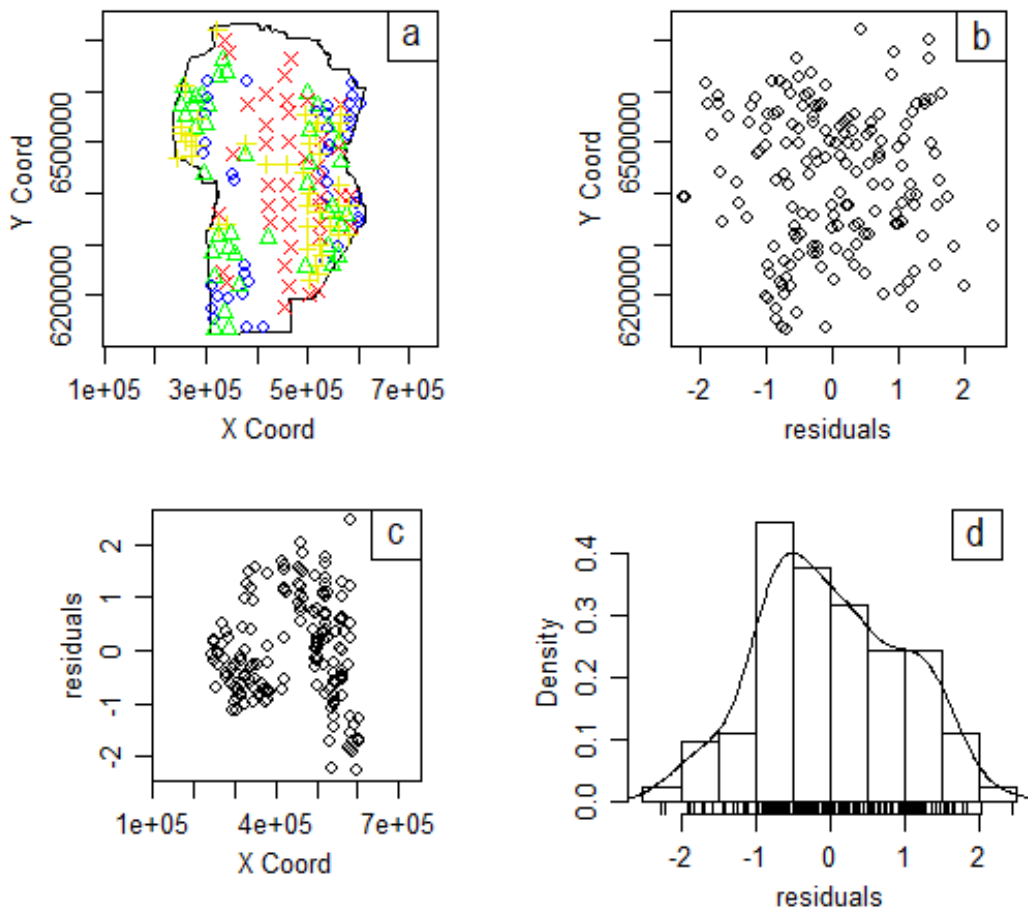 a
Y Coord
6200000
6500000
1e+05
3e+05
5e+05
7e+05
X Coord
b
Y Coord
6200000
6500000
-2
-1
0
1
2
residuals
c
residuals
-2
-1
0
1
2
1e+05
4e+05
7e+05
X Coord
d
Density
0.0
0.1
0.2
0.3
0.4
-2
-1
0
1
2
residuals